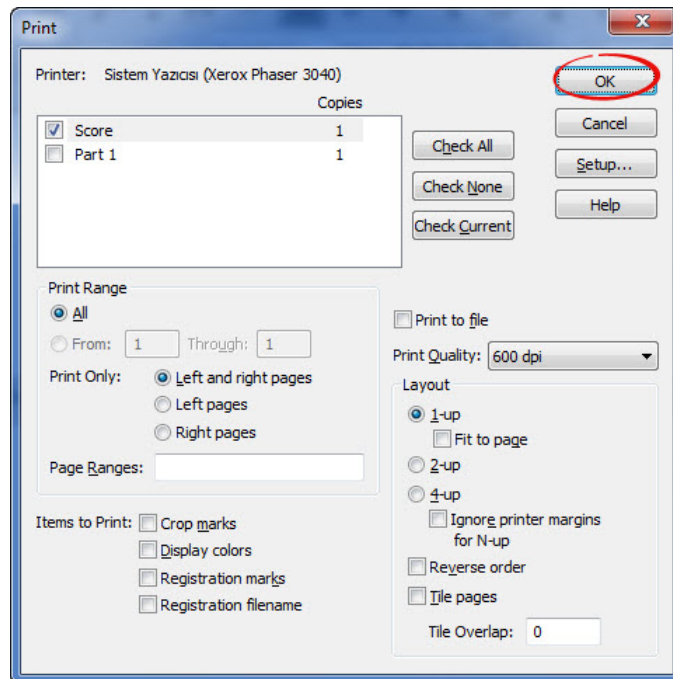 Print
Printer: Sistem Yazıcısı (Xerox Phaser 3040)
Copies
Score 1
Part 1 1
Check All
Check None
Check Current
OK
Cancel
Setup...
Help
Print Range
All
From: 1 Through: 1
Print Only: Left and right pages
Left pages
Right pages
Page Ranges:
Items to Print: Crop marks
Display colors
Registration marks
Registration filename
Print to file
Print Quality: 600 dpi
Layout
1-up
Fit to page
2-up
4-up
Ignore printer margins
for N-up
Reverse order
Tile pages
Tile Overlap: 0